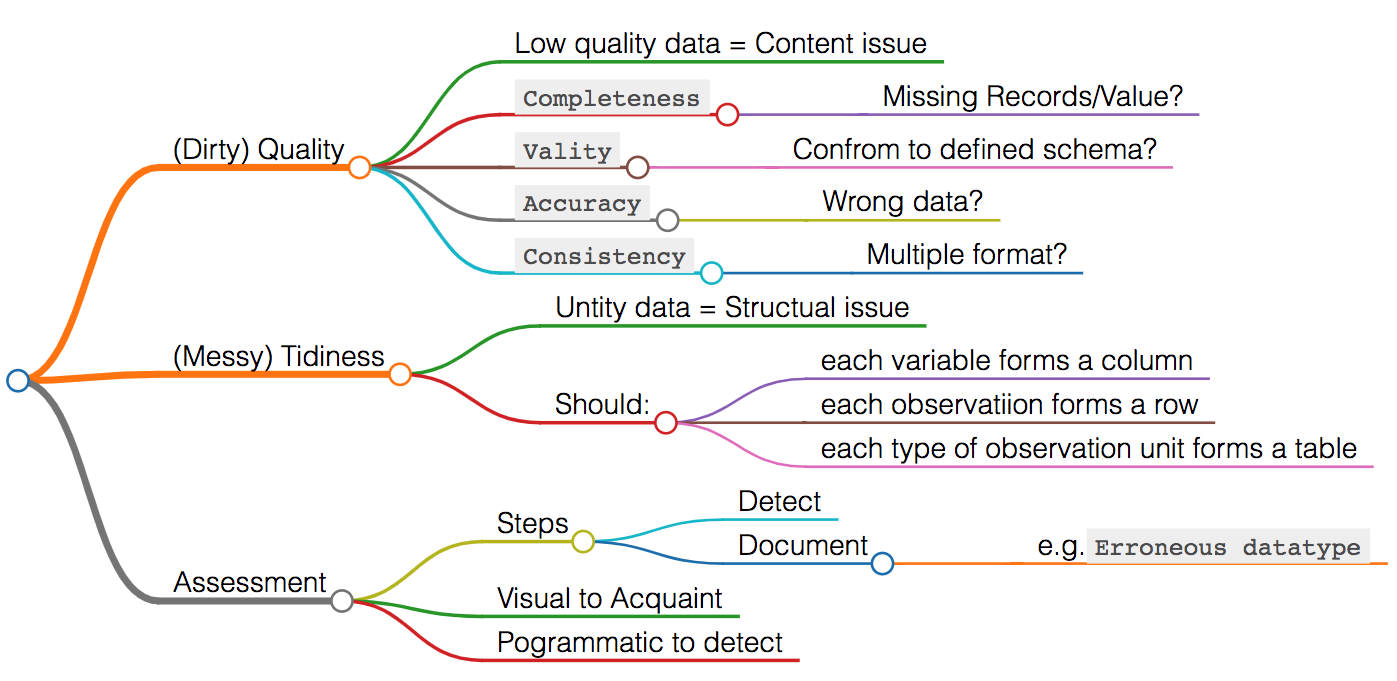 Low quality data = Content issue
Completeness Missing Records/Value?
(Dirty) Quality
Vality Confrom to defined schema?
Accuracy Wrong data?
Consistency Multiple format?
Untity data = Structual issue
(Messy) Tidiness
each variable forms a column
Should: each observatiion forms a row
each type of observation unit forms a table
Detect
Steps
Document e.g. Erroneous datatype
Assessment
Visual to Acquaint
Pogrammatic to detect